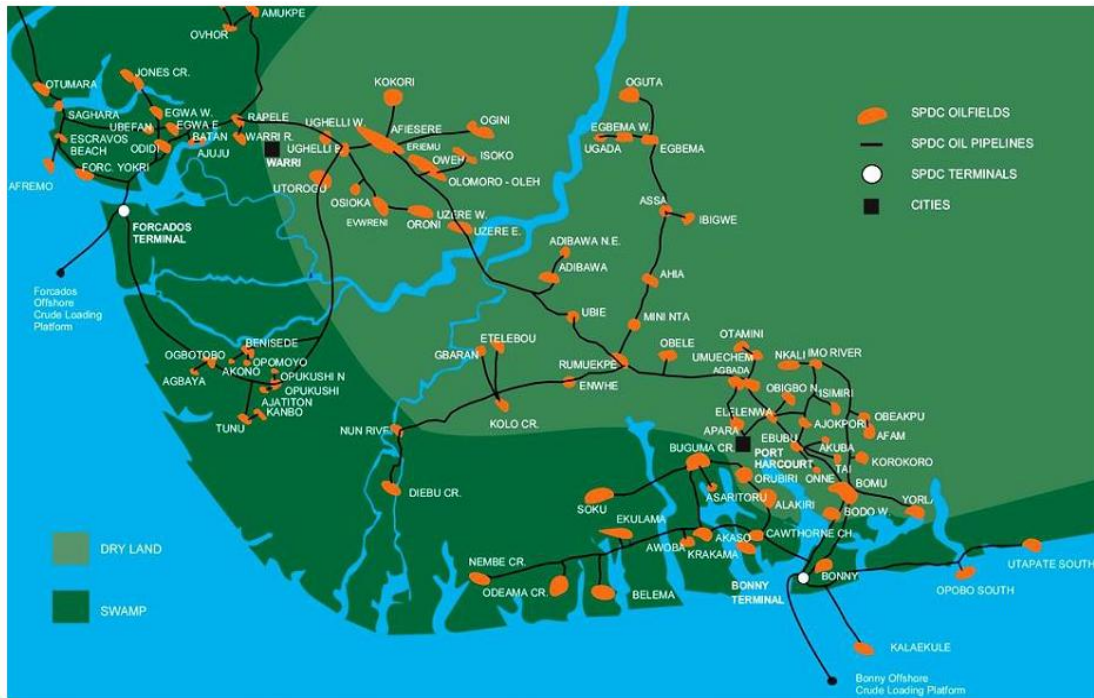 AMUKPE
OVHOR
JONES CR.
OTUMARA
KOKORI
OGUTA
SPDC OILFIELDS
SAGHARA
EGWA W.
RAPELE
UGHELLI W.
OGINI
SPDC OIL PIPELINES
UBEFAN
EGWA E.
AFIESERE
EGBEMA W.
ESCRAVOS
BEACH
ODIDI
BATAN
WARRI R.
ERIEMU
UGADA
EGBEMA
SPDC TERMINALS
AJUJU
WARRI
OWEH
ISOKO
FORC. YOKRI
AFREMO
UTOROGU
OLOMORO - OLEH
CITIES
OSIOKA
ASSA
IBIGWE
FORCADOS
TERMINAL
EVWRENI
ORONI
UZERE W.
UZERE E.
ADIBAWA N.E.
ADIBAWA
AHIA
Forcados
Offshore
Crude Loading
Platform
UBIE
MINI NTA
OTAMINI
BENISEDE
ETELEBOU
OGBOTOBO
GBARAN
OBELE
UMUECHEM
NKALI
IMO RIVER
OPOMOYO
RUMUEKPE
AGBADA
AGBAYA
AKONO
OPUKUSHI N
ENWHE
OPUKUSHI
OBIGBO N.
ISIMIRI
AJATITON
KANBO
ELELENWA
OBEAKPU
TUNU
NUN RIVE
KOLO CR.
APARA
AJOKPORI
AFAM
EBUBU
AKUBA
BUGUMA CR.
PORT
HARCOURT
TAI
KOROKORO
ORUBIRI
ONNE
BOMU
DIEBU CR.
ASARITORU
SOKU
ALAKIRI
BODO W.
YORLA
EKULAMA
AKASO
CAWTHORNE CH.
DRY LAND
AWOBA
KRAKAMA
NEMBE CR.
BONNY
UTAPATE SOUTH
BONNY
TERMINAL
OPOBO SOUTH
ODEAMA CR.
BELEMA
SWAMP
KALAEKULE
Bonny Offshore
Crude Loading Platform